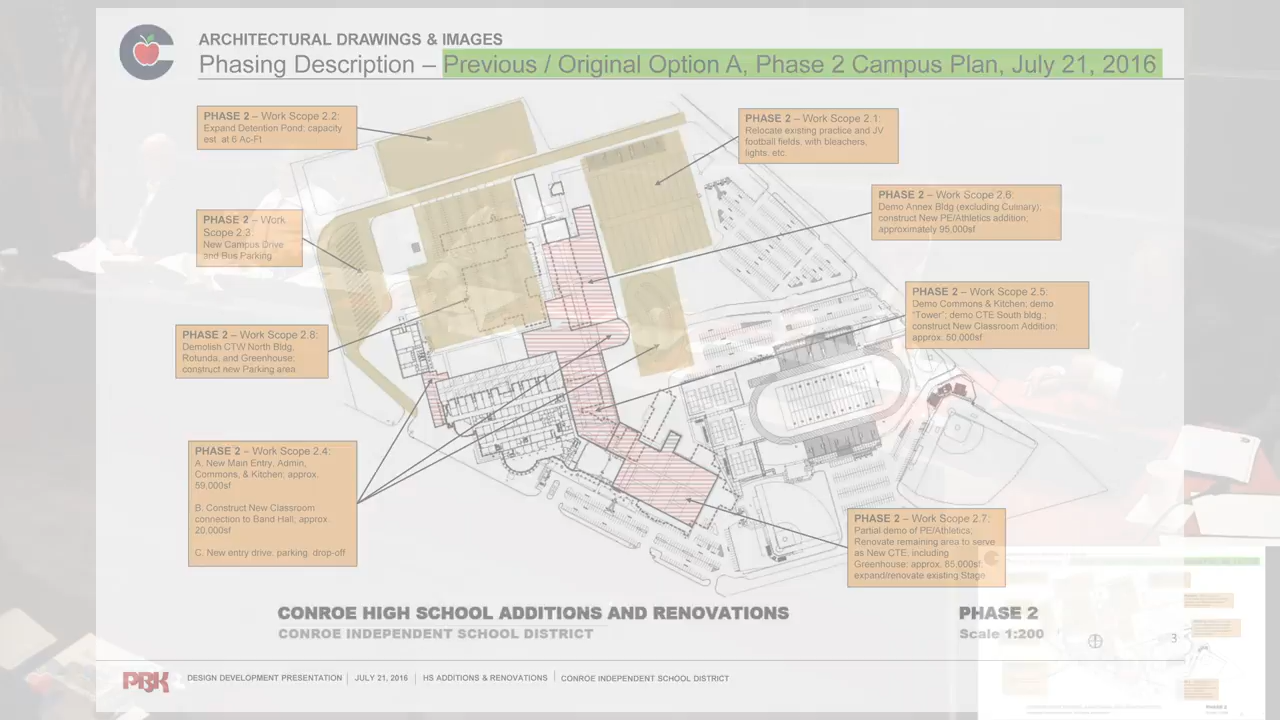 ARCHITECTURAL DRAWINGS & IMAGES
Phasing Description – Previous / Original Option A, Phase 2 Campus Plan, July 21, 2016
PHASE 2 – Work Scope 2.2:
Expand Detention Pond; capacity
est. at 6 Ac-Ft
PHASE 2 – Work Scope 2.1:
Relocate existing practice and JV
football fields, with bleachers,
lights, etc.
PHASE 2 – Work Scope 2.6:
Demo Annex Bldg (excluding Culinary);
construct New PE/Athletics addition;
approximately 95,000sf
PHASE 2 – Work
Scope 2.3:
New Campus Drive
and Bus Parking
PHASE 2 – Work Scope 2.5:
Demo Commons & Kitchen; demo
"Tower"; demo CTE South bldg.;
construct New Classroom Addition;
approx. 50,000sf
PHASE 2 – Work Scope 2.8:
Demolish CTW North Bldg,
Rotunda, and Greenhouse;
construct new Parking area
PHASE 2 – Work Scope 2.4:
A. New Main Entry, Admin,
Commons, & Kitchen; approx.
59,000sf
B. Construct New Classroom
connection to Band Hall, approx.
20,000sf
C. New entry drive, parking, drop-off
PHASE 2 – Work Scope 2.7:
Partial demo of PE/Athletics;
Renovate remaining area to serve
as New CTE, including
Greenhouse; approx. 85,000sf;
expand/renovate existing Stage
CONROE HIGH SCHOOL ADDITIONS AND RENOVATIONS
CONROE INDEPENDENT SCHOOL DISTRICT
PHASE 2
Scale 1:200
3
PBK
DESIGN DEVELOPMENT PRESENTATION
JULY 21, 2016
HS ADDITIONS & RENOVATIONS
CONROE INDEPENDENT SCHOOL DISTRICT
PHASE 2